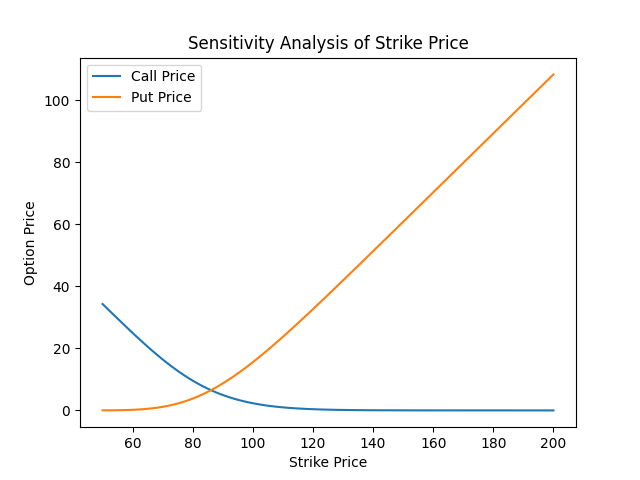 Sensitivity Analysis of Strike Price
Call Price
Put Price
Option Price
100
80
60
40
20
0
60 80 100 120 140 160 180 200
Strike Price